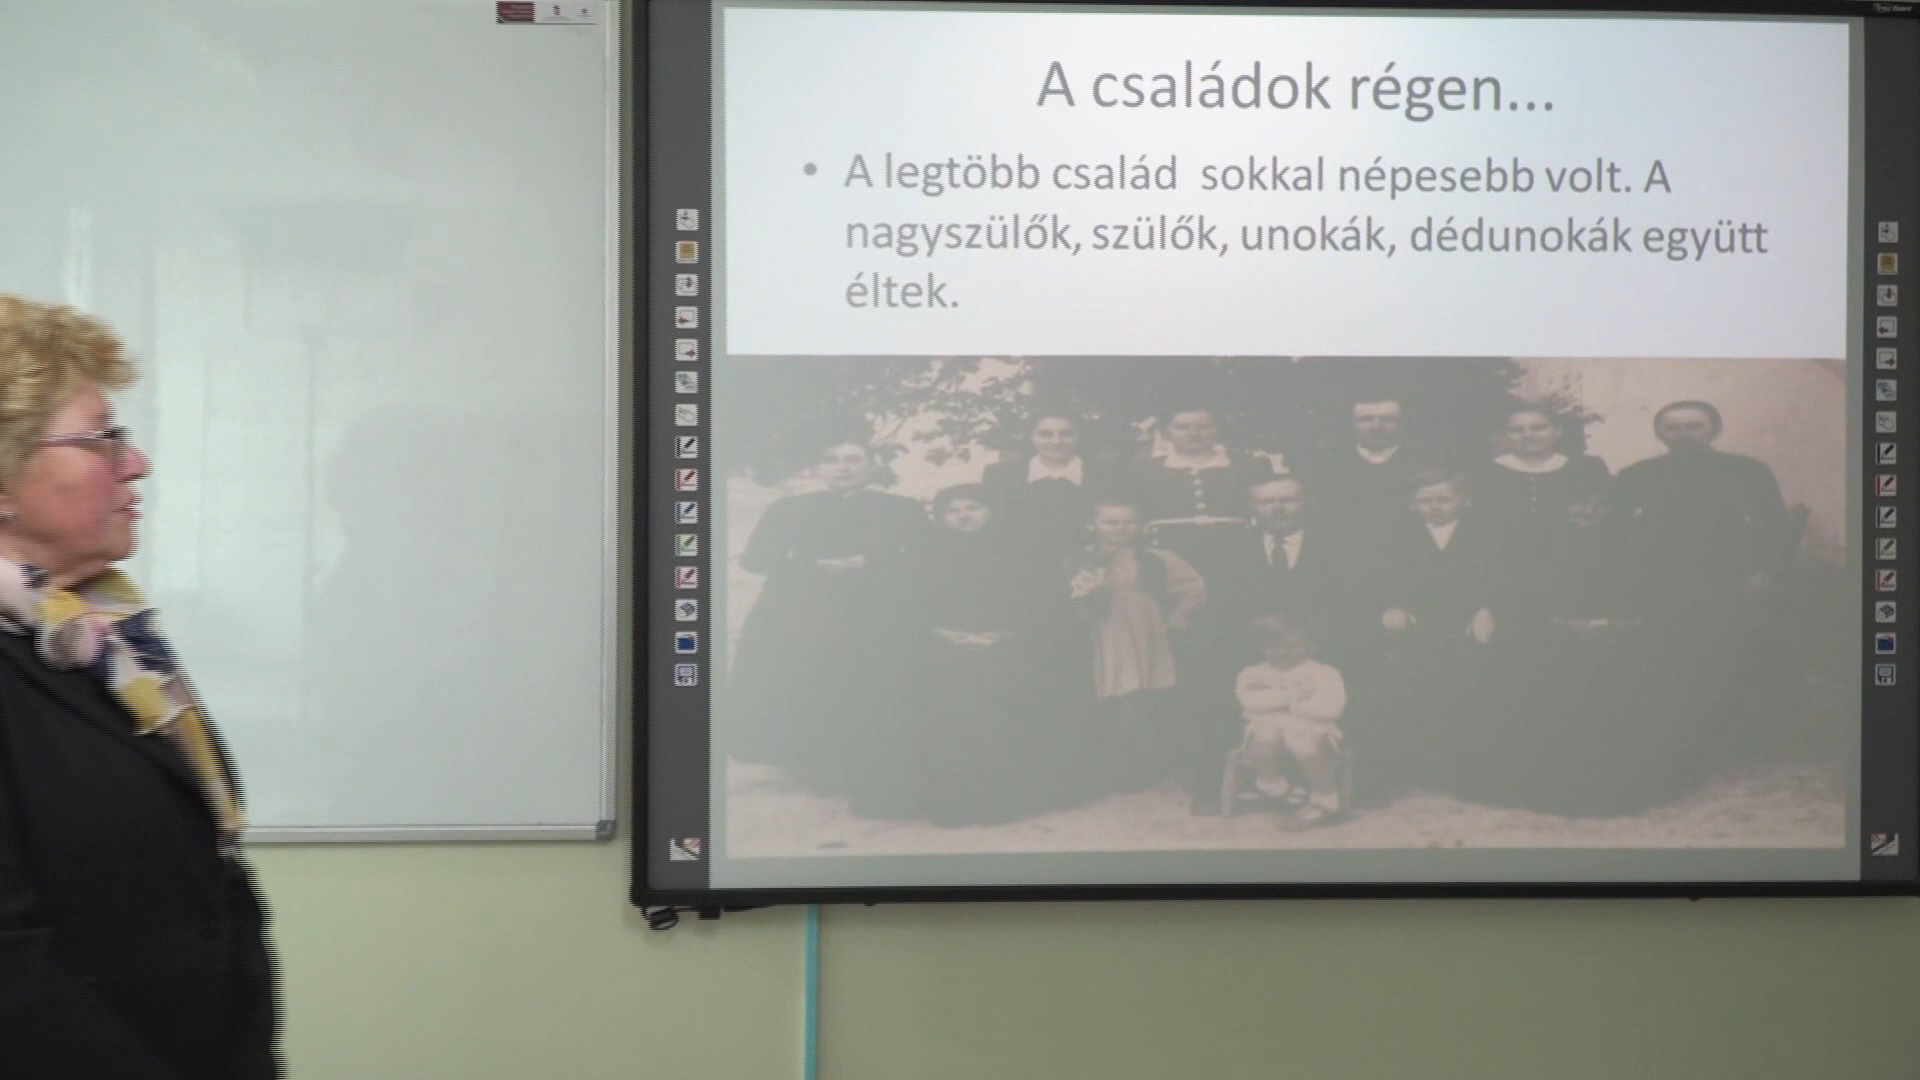 A családok régen...
• A legtöbb család sokkal népesebb volt. A
nagyszülők, szülők, unokák, dédunokák együtt
éltek.